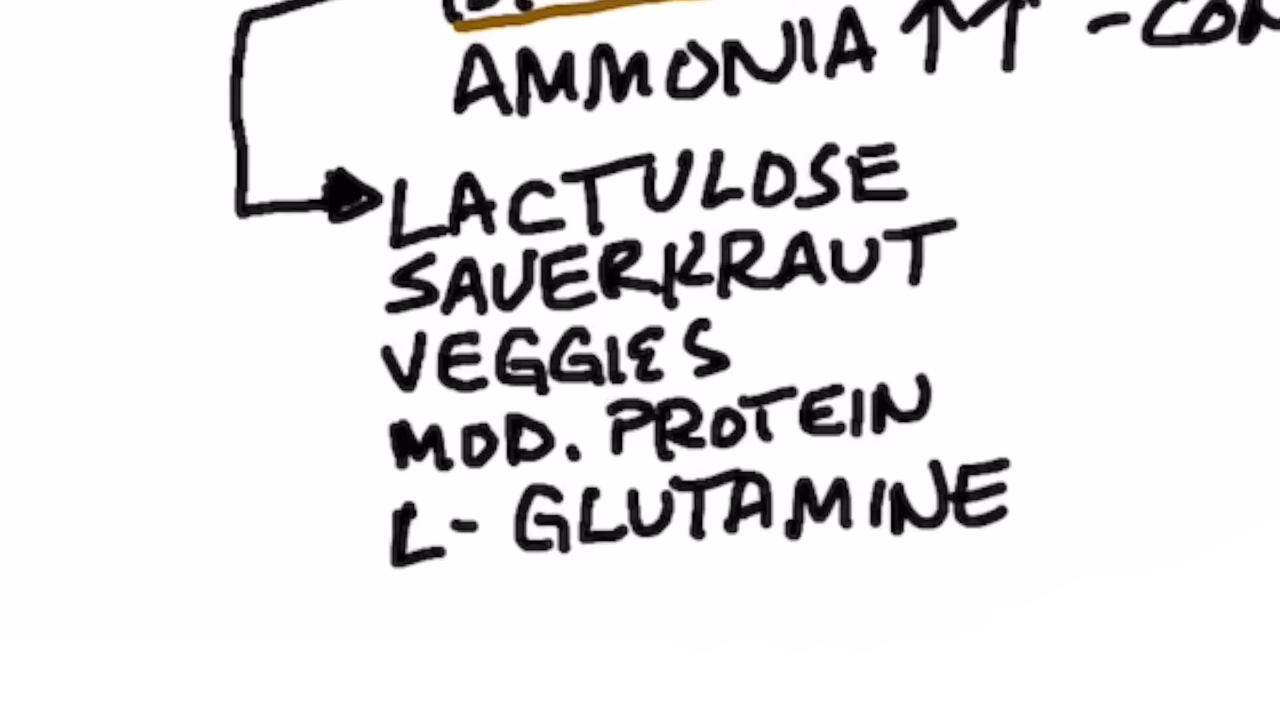 AMMONIA ↑↑ -
LACTULOSE
SAUERKRAUT
VEGGIES
MOD. PROTEIN
L- GLUTAMINE